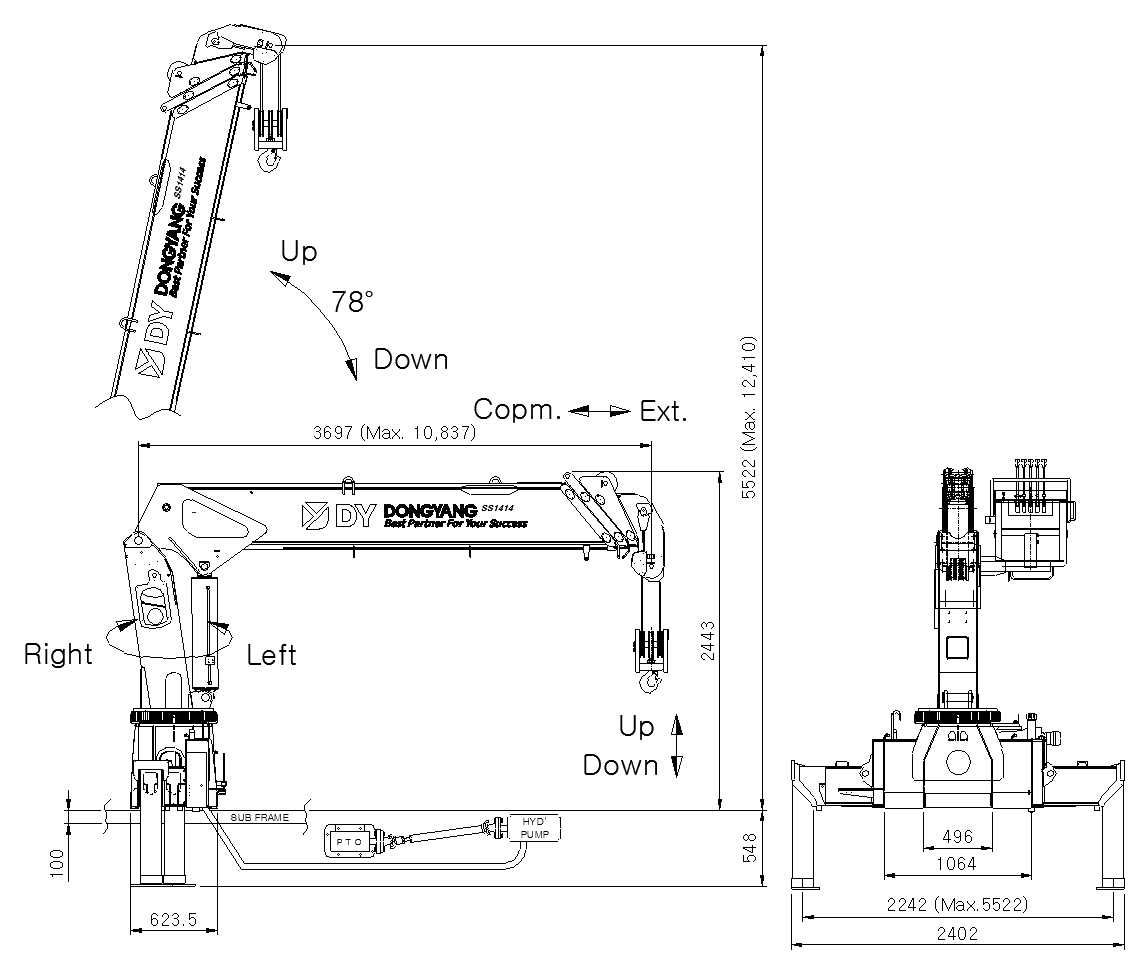 SS1414
DY DONGYANG
Best Partner For Your Success
Up
78°
Down
Copm.
Ext.
3697 (Max. 10,837)
5522 (Max. 12,410)
DY DONGYANG SS1414
Best Partner For Your Success
2443
Right
Left
Up
Down
SUB FRAME
P T O
HYD'
PUMP
100
548
623.5
496
1064
2242 (Max.5522)
2402